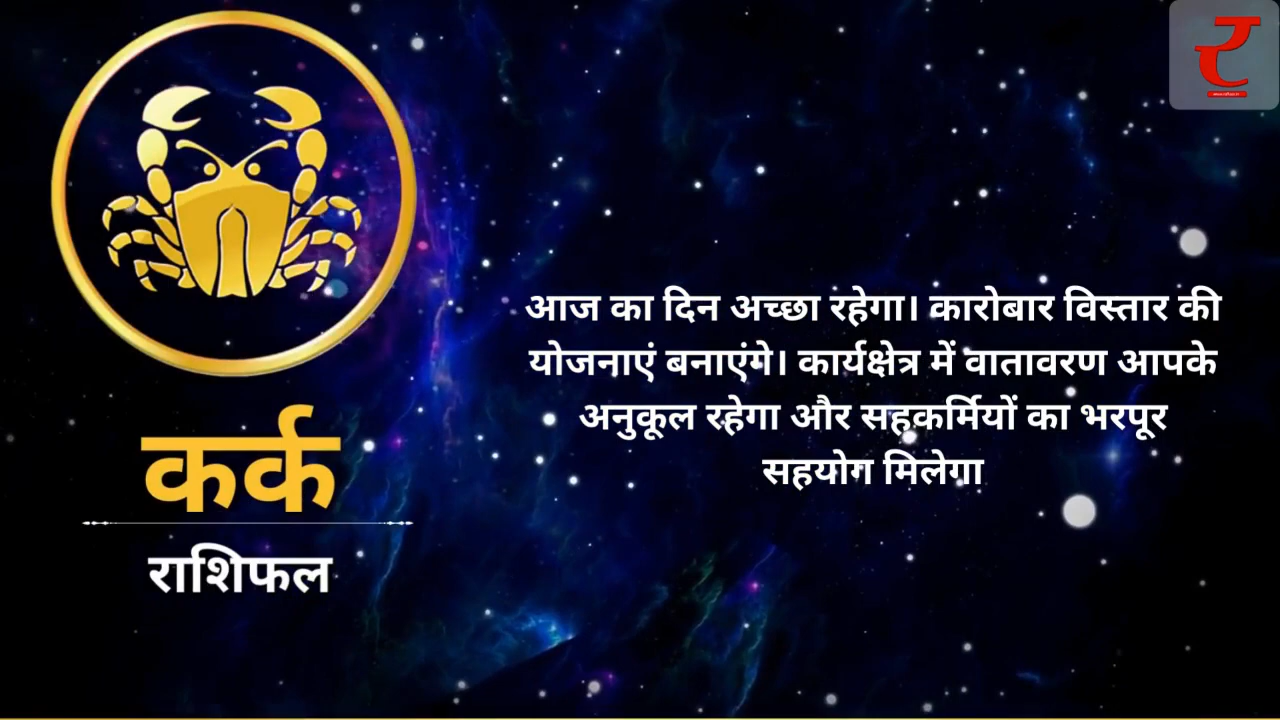 कर्क
राशिफल
आज का दिन अच्छा रहेगा। कारोबार विस्तार की
योजनाएं बनाएंगे। कार्यक्षेत्र में वातावरण आपके
अनुकूल रहेगा और सहकर्मियों का भरपूर
सहयोग मिलेगा